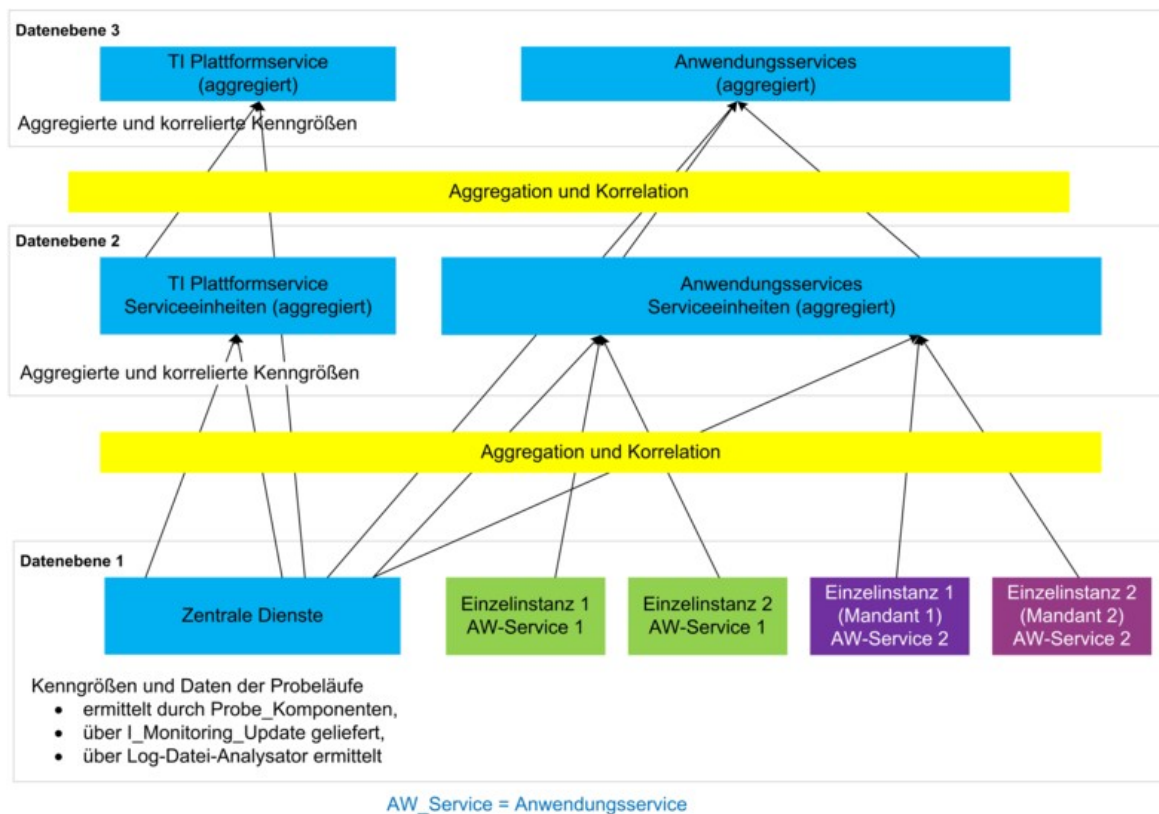 Datenebene 3
TI Plattformservice
(aggregiert)
Anwendungsservices
(aggregiert)
Aggregierte und korrelierte Kenngrößen
Aggregation und Korrelation
Datenebene 2
TI Plattformservice
Serviceeinheiten (aggregiert)
Anwendungsservices
Serviceeinheiten (aggregiert)
Aggregierte und korrelierte Kenngrößen
Aggregation und Korrelation
Datenebene 1
Zentrale Dienste
Einzelinstanz 1
AW-Service 1
Einzelinstanz 2
AW-Service 1
Einzelinstanz 1
(Mandant 1)
AW-Service 2
Einzelinstanz 2
(Mandant 2)
AW-Service 2
Kenngrößen und Daten der Probeläufe
• ermittelt durch Probe_Komponenten,
• über I_Monitoring_Update geliefert,
• über Log-Datei-Analysator ermittelt
AW_Service = Anwendungsservice